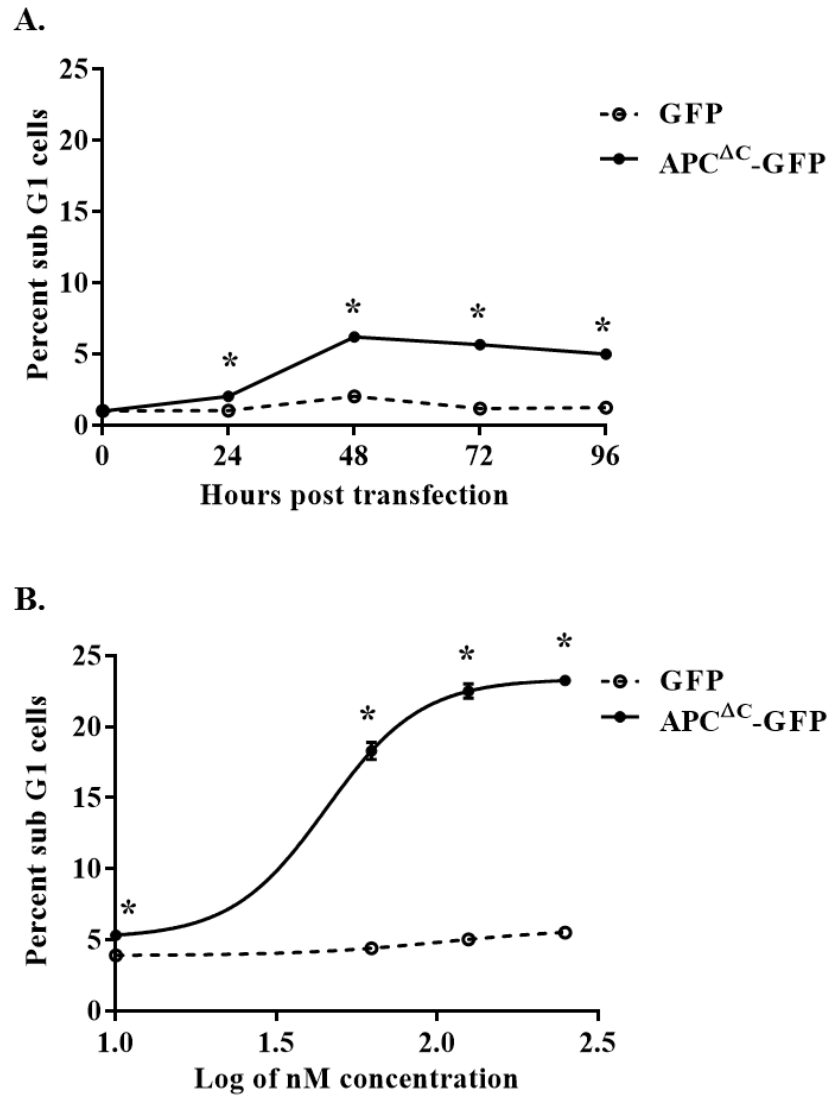 A.
25
20
15
10
5
0
Percent sub G1 cells
0 24 48 72 96
Hours post transfection
GFP
APC^ΔC-GFP
* * * *
B.
25
20
15
10
5
0
Percent sub G1 cells
1.0 1.5 2.0 2.5
Log of nM concentration
GFP
APC^ΔC-GFP
* * * *